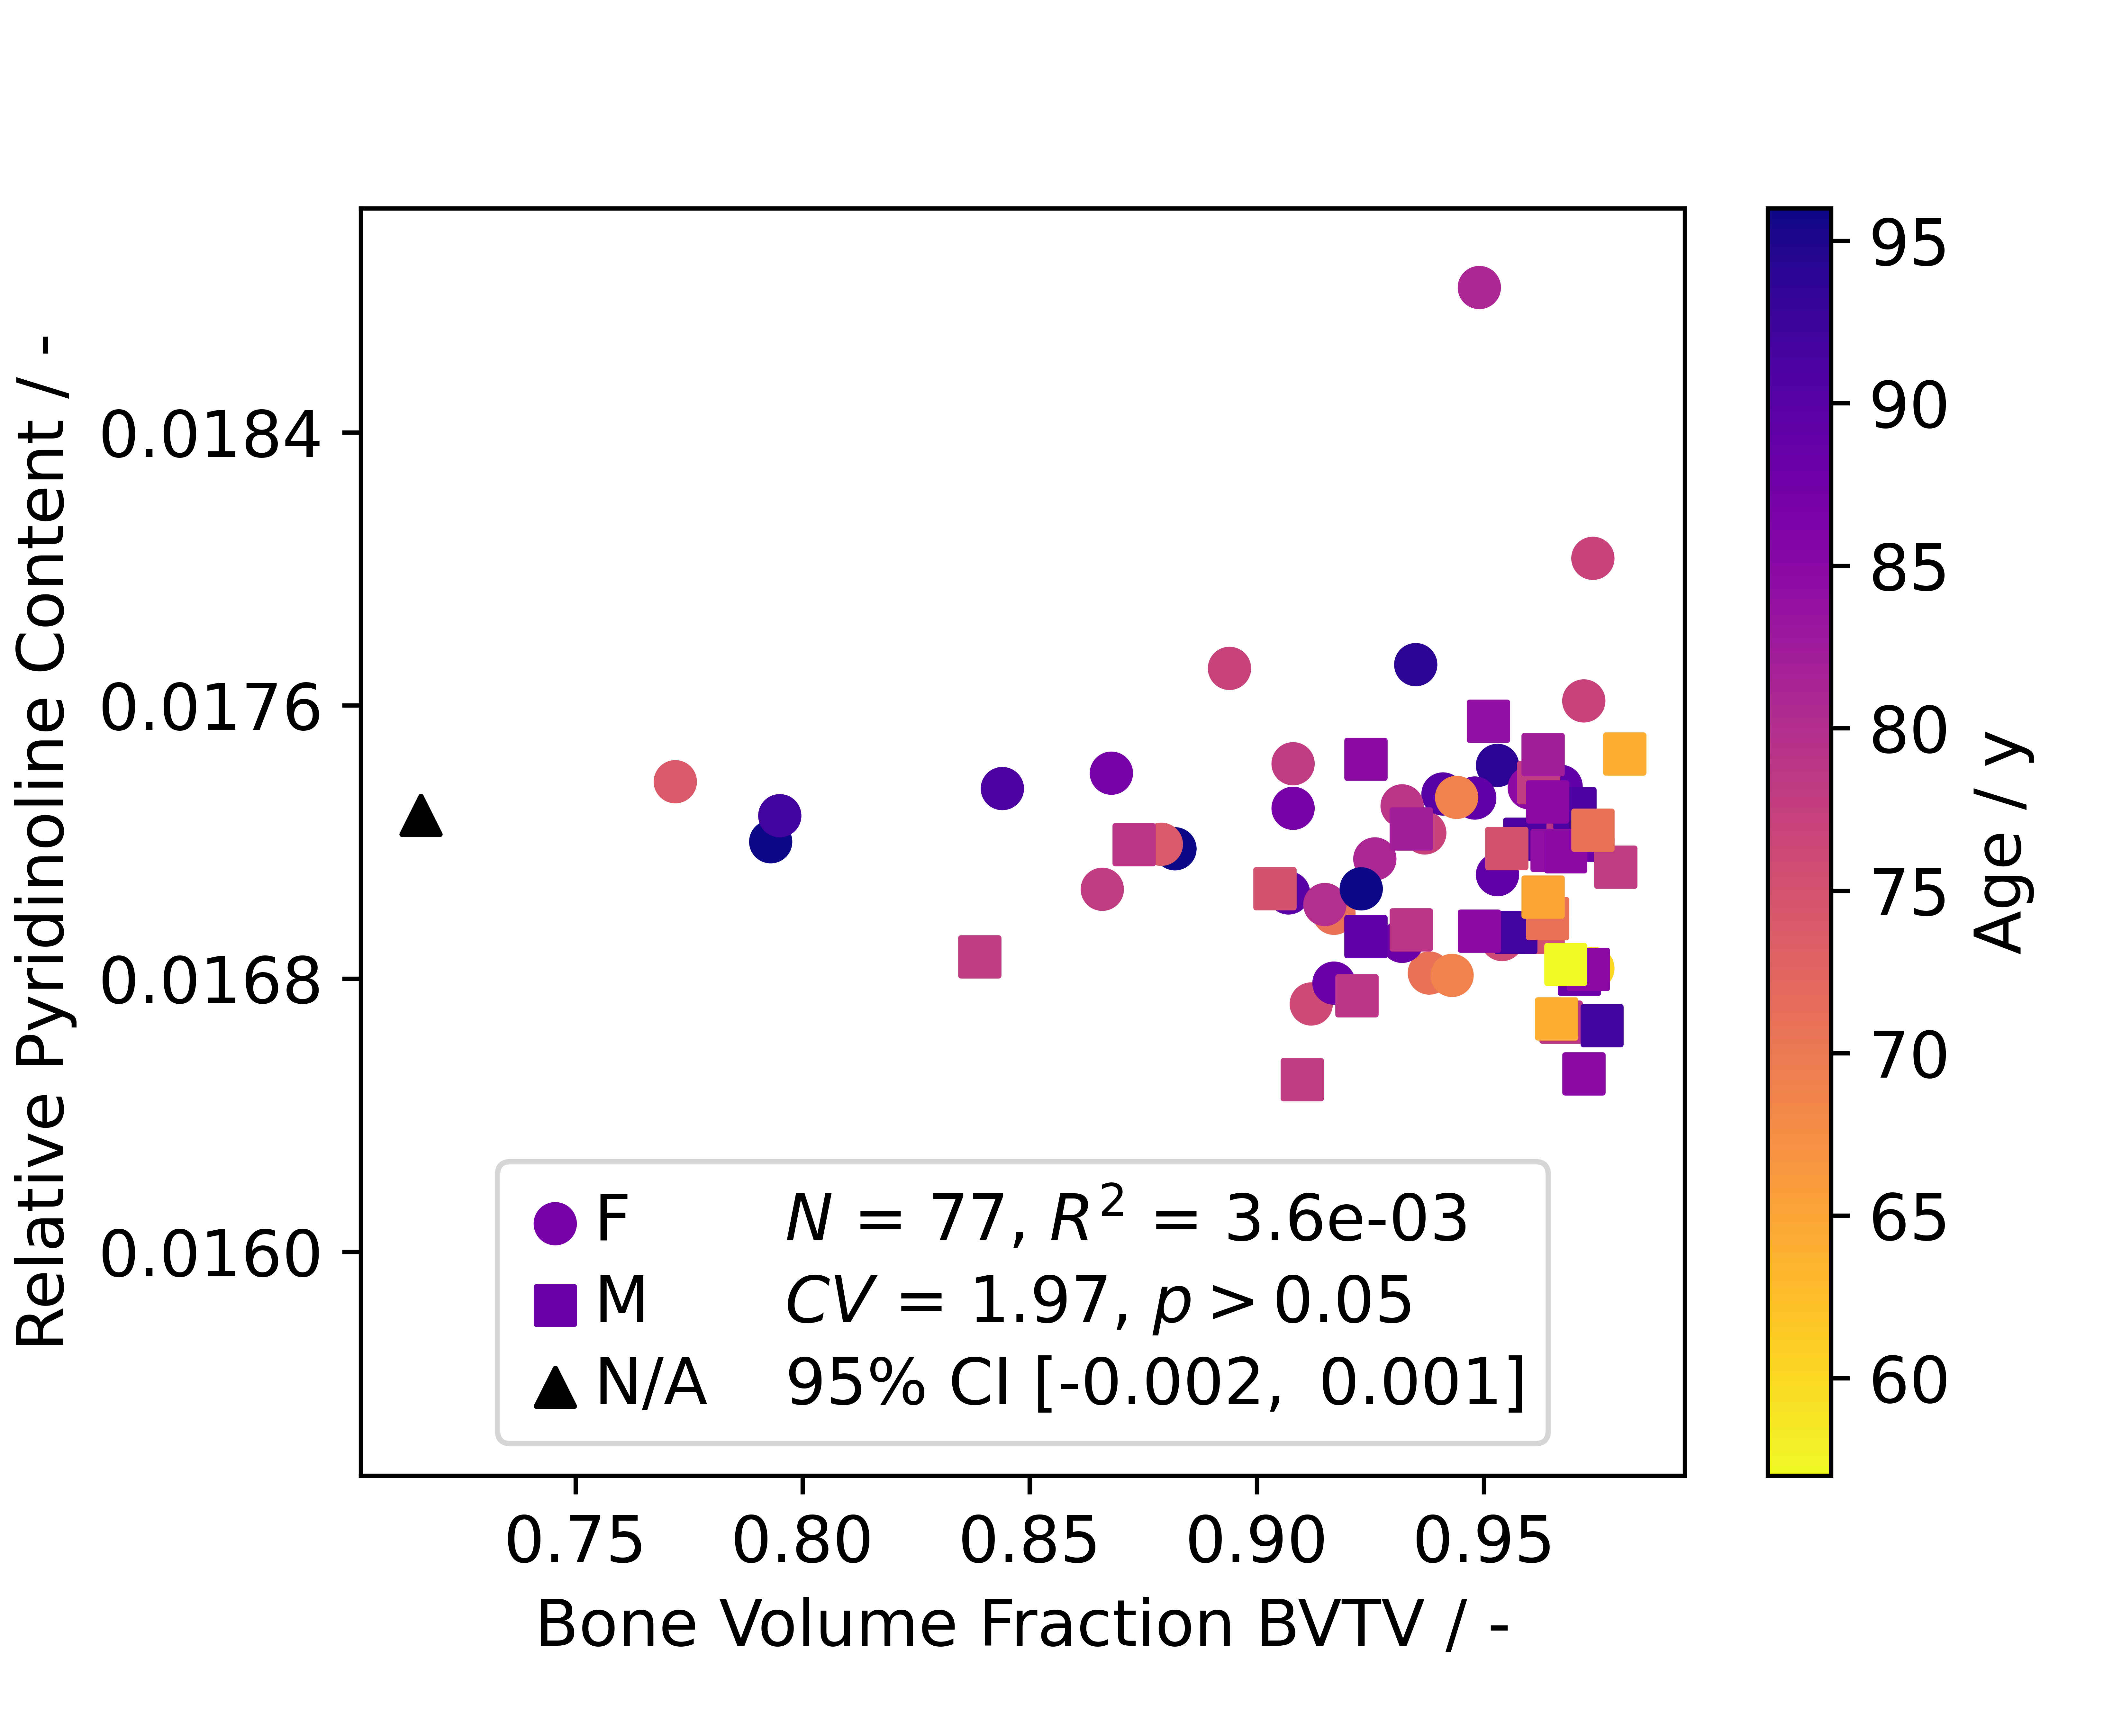 Relative Pyridinoline Content / -
0.0184
0.0176
0.0168
0.0160
F
M
N/A
N = 77, R² = 3.6e-03
CV = 1.97, p > 0.05
95% CI [-0.002, 0.001]
0.75 0.80 0.85 0.90 0.95
Bone Volume Fraction BVTV / -
95
90
85
80
75
70
65
60
Age / y